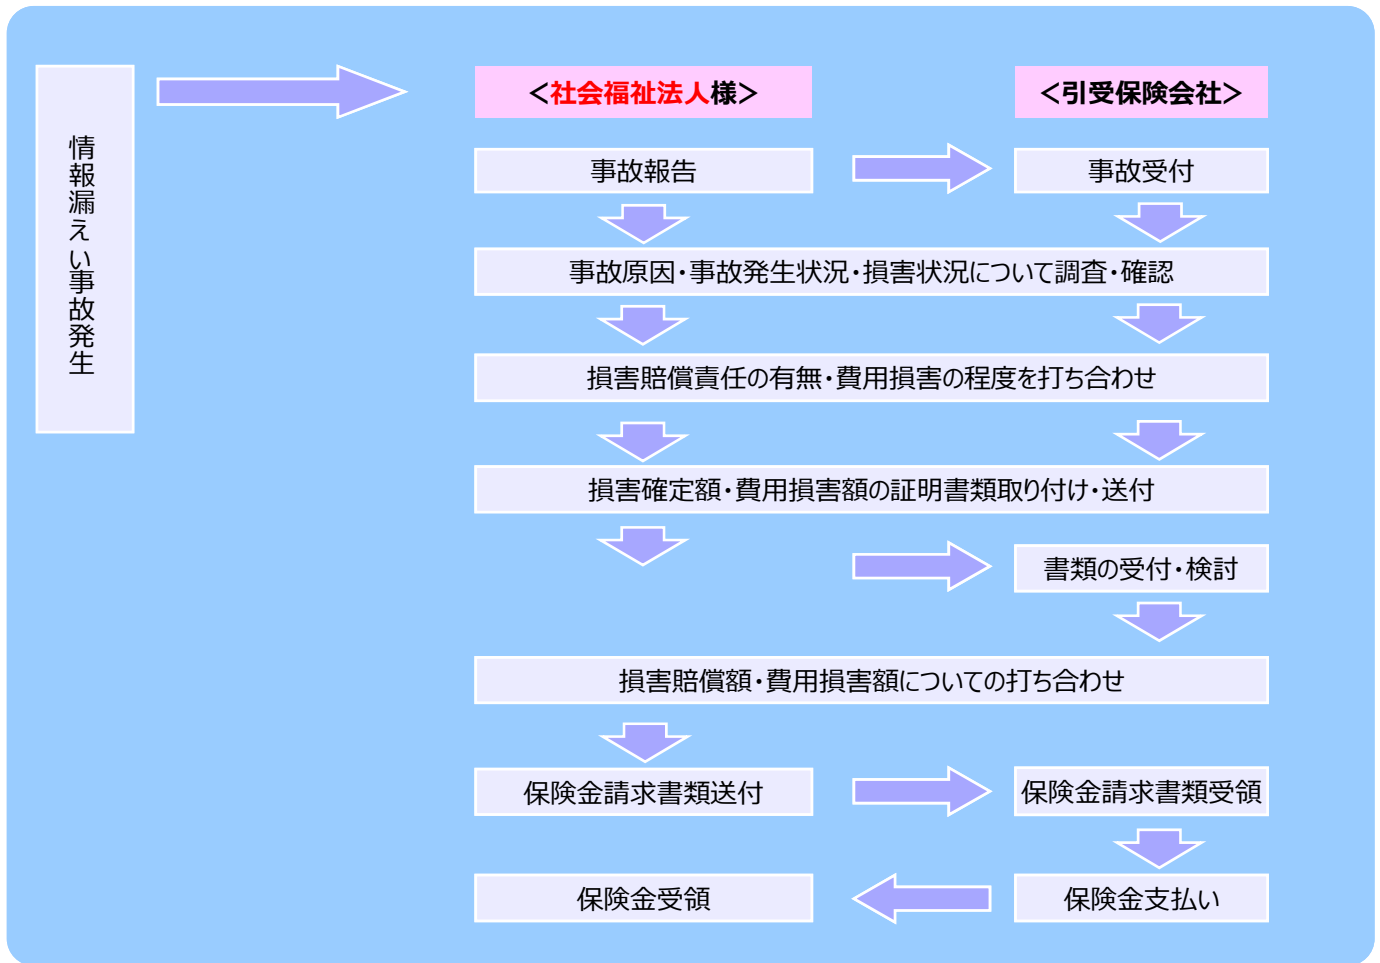 情報漏えい事故発生
＜社会福祉法人様＞
＜引受保険会社＞
事故報告
事故受付
事故原因・事故発生状況・損害状況について調査・確認
損害賠償責任の有無・費用損害の程度を打ち合わせ
損害確定額・費用損害額の証明書類取り付け・送付
書類の受付・検討
損害賠償額・費用損害額についての打ち合わせ
保険金請求書類送付
保険金請求書類受領
保険金受領
保険金支払い